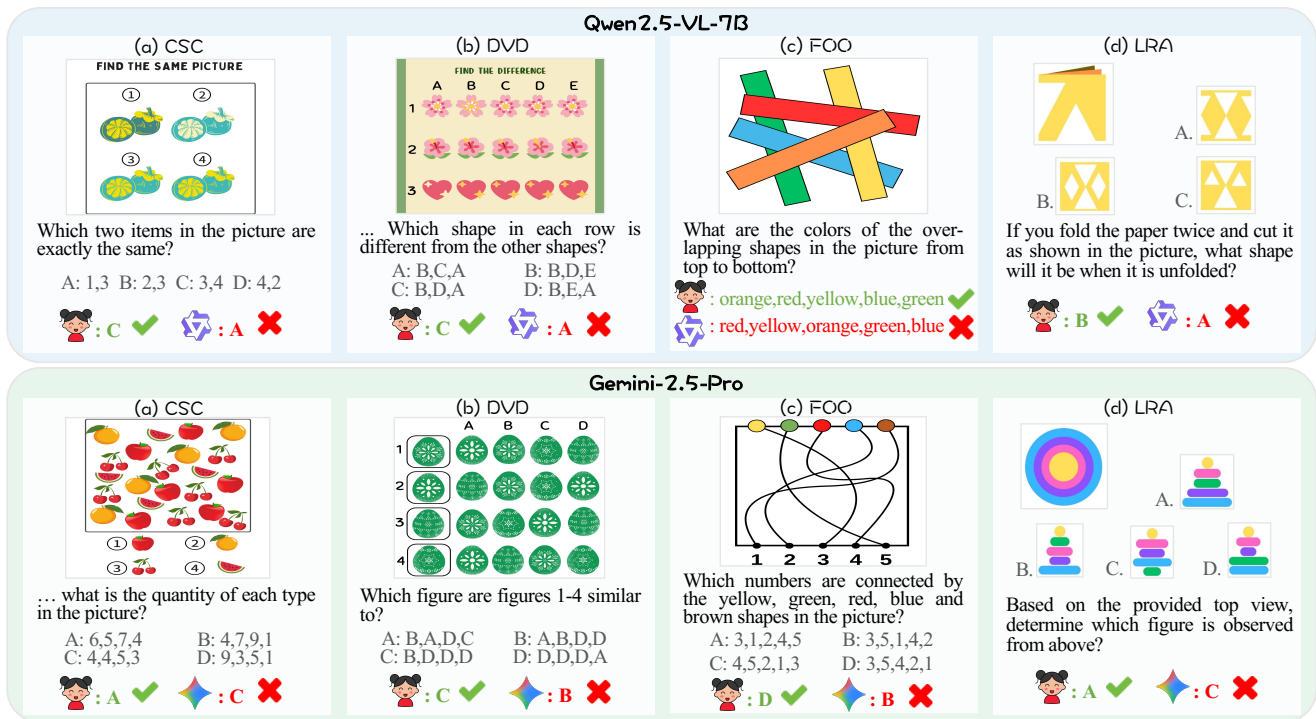 Qwen2.5-VL-7B
(a) CSC
FIND THE SAME PICTURE
1 2
3 4
Which two items in the picture are
exactly the same?
A: 1,3 B: 2,3 C: 3,4 D: 4,2
: C : A
(b) DVD
FIND THE DIFFERENCE
A B C D E
1
2
3
... Which shape in each row is
different from the other shapes?
A: B,C,A B: B,D,E
C: B,D,A D: B,E,A
: C : A
(c) FOO
What are the colors of the over-
lapping shapes in the picture from
top to bottom?
: orange,red,yellow,blue,green
: red,yellow,orange,green,blue
(d) LRA
A.
B. C.
If you fold the paper twice and cut it
as shown in the picture, what shape
will it be when it is unfolded?
: B : A
Gemini-2.5-Pro
(a) CSC
1 2
3 4
... what is the quantity of each type
in the picture?
A: 6,5,7,4 B: 4,7,9,1
C: 4,4,5,3 D: 9,3,5,1
: A : C
(b) DVD
A B C D
1
2
3
4
Which figure are figures 1-4 similar
to?
A: B,A,D,C B: A,B,D,D
C: B,D,D,D D: D,D,D,A
: C : B
(c) FOO
1 2 3 4 5
Which numbers are connected by
the yellow, green, red, blue and
brown shapes in the picture?
A: 3,1,2,4,5 B: 3,5,1,4,2
C: 4,5,2,1,3 D: 3,5,4,2,1
: D : B
(d) LRA
A.
B. C. D.
Based on the provided top view,
determine which figure is observed
from above?
: A : C